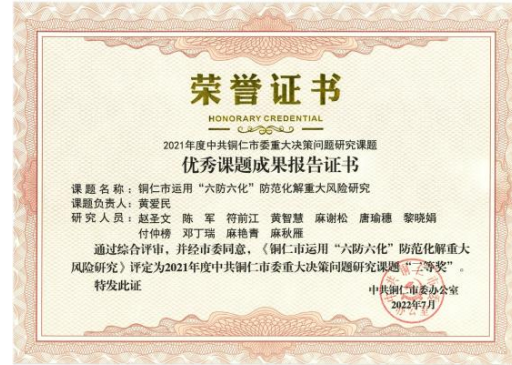 荣誉证书
HONORARY CREDENTIAL
2021年度中共铜仁市委重大决策问题研究课题
优秀课题成果报告证书
课题名称：铜仁市运用“六防六化”防范化解重大风险研究
课题负责人：黄爱民
研究人员：赵圣文 陈军 符前江 黄智慧 麻谢松 唐瑜穗 黎晓娟
付仲榜 邓丁瑞 麻艳青 麻秋雁
通过综合评审，并经市委同意，《铜仁市运用“六防六化”防范化解重大
风险研究》评定为2021年度中共铜仁市委重大决策问题研究课题“二等奖”。
特发此证
中共铜仁市委办公室
2022年7月